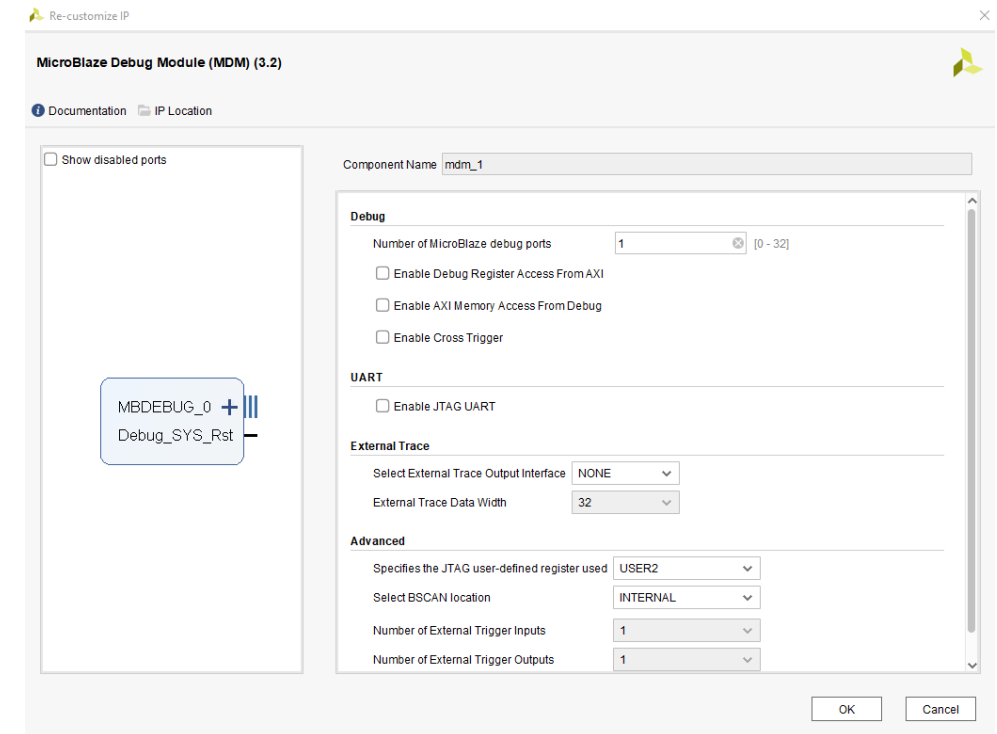 Re-customize IP
MicroBlaze Debug Module (MDM) (3.2)
Documentation IP Location
Show disabled ports
MBDEBUG_0
Debug_SYS_Rst
Component Name mdm_1
Debug
Number of MicroBlaze debug ports 1 [0 - 32]
Enable Debug Register Access From AXI
Enable AXI Memory Access From Debug
Enable Cross Trigger
UART
Enable JTAG UART
External Trace
Select External Trace Output Interface NONE
External Trace Data Width 32
Advanced
Specifies the JTAG user-defined register used USER2
Select BSCAN location INTERNAL
Number of External Trigger Inputs 1
Number of External Trigger Outputs 1
OK Cancel